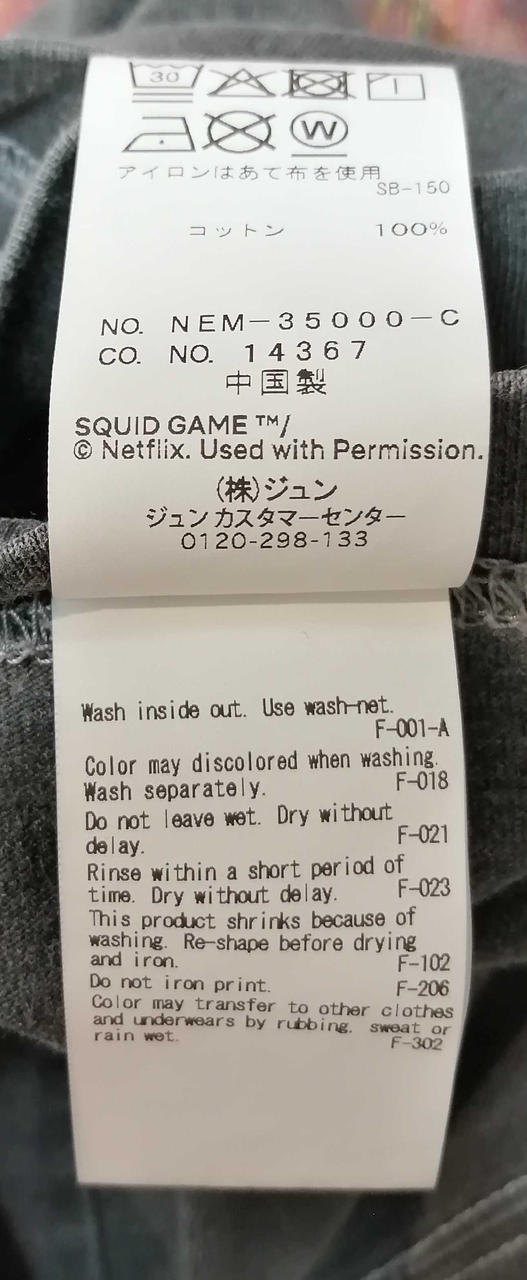 30
W
アイロンはあて布を使用
SB-150
コットン 100%
NO. NEM-35000-C
CO. NO. 14367
中国製
SQUID GAME ™/
© Netflix. Used with Permission.
(株)ジュン
ジュン カスタマーセンター
0120-298-133
Wash inside out. Use wash-net.
F-001-A
Color may discolored when washing.
Wash separately. F-018
Do not leave wet. Dry without
delay. F-021
Rinse within a short period of
time. Dry without delay. F-023
This product shrinks because of
washing. Re-shape before drying
and iron. F-102
Do not iron print. F-206
Color may transfer to other clothes
and underwears by rubbing, sweat or
rain wet. F-302